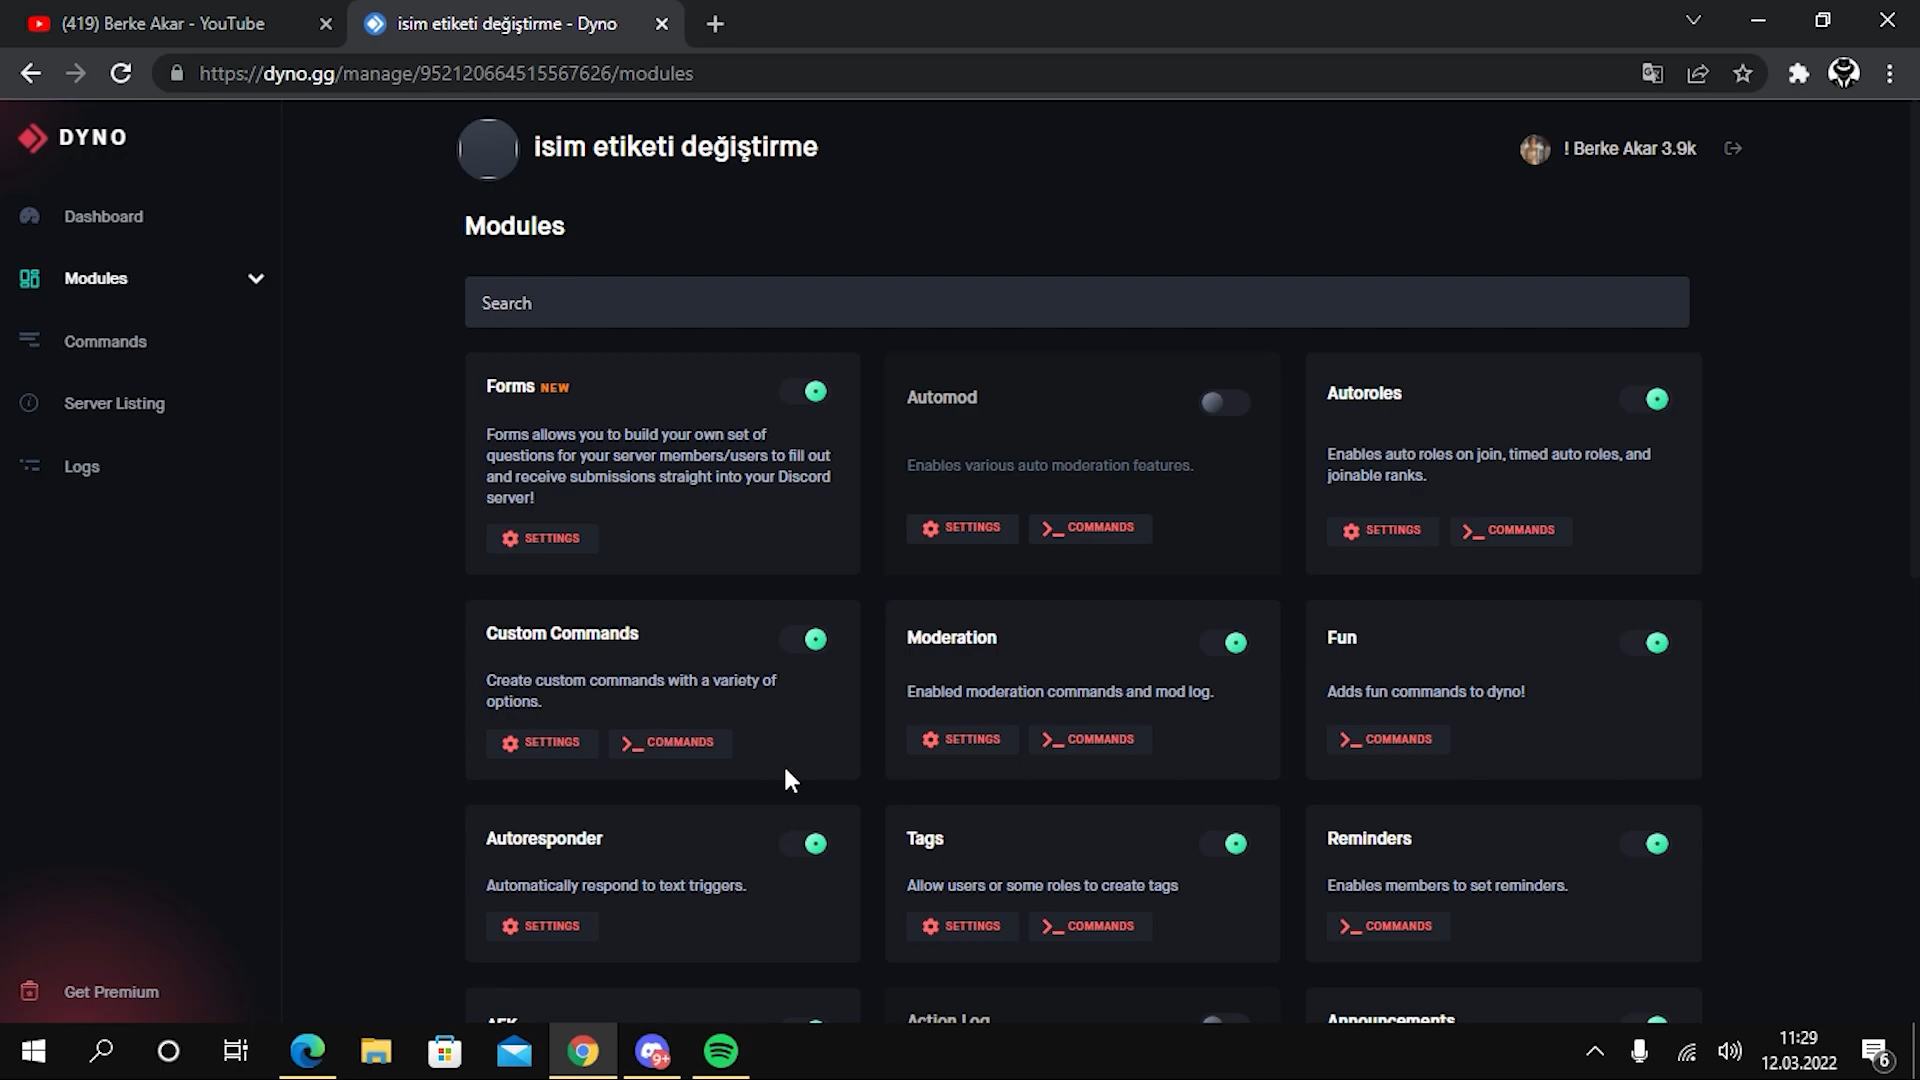 (419) Berke Akar - YouTube
isim etiketi değiştirme - Dyno
https://dyno.gg/manage/952120664515567626/modules
DYNO
isim etiketi değiştirme
! Berke Akar 3.9k
Dashboard
Modules
Commands
Server Listing
Logs
Get Premium
Modules
Search
Forms NEW
Forms allows you to build your own set of
questions for your server members/users to fill out
and receive submissions straight into your Discord
server!
SETTINGS
Automod
Enables various auto moderation features.
SETTINGS
COMMANDS
Autoroles
Enables auto roles on join, timed auto roles, and
joinable ranks.
SETTINGS
COMMANDS
Custom Commands
Create custom commands with a variety of
options.
SETTINGS
COMMANDS
Moderation
Enabled moderation commands and mod log.
SETTINGS
COMMANDS
Fun
Adds fun commands to dyno!
COMMANDS
Autoresponder
Automatically respond to text triggers.
SETTINGS
Tags
Allow users or some roles to create tags
SETTINGS
COMMANDS
Reminders
Enables members to set reminders.
COMMANDS
AFK
Action Log
Announcements
9+
11:29
12.03.2022
6